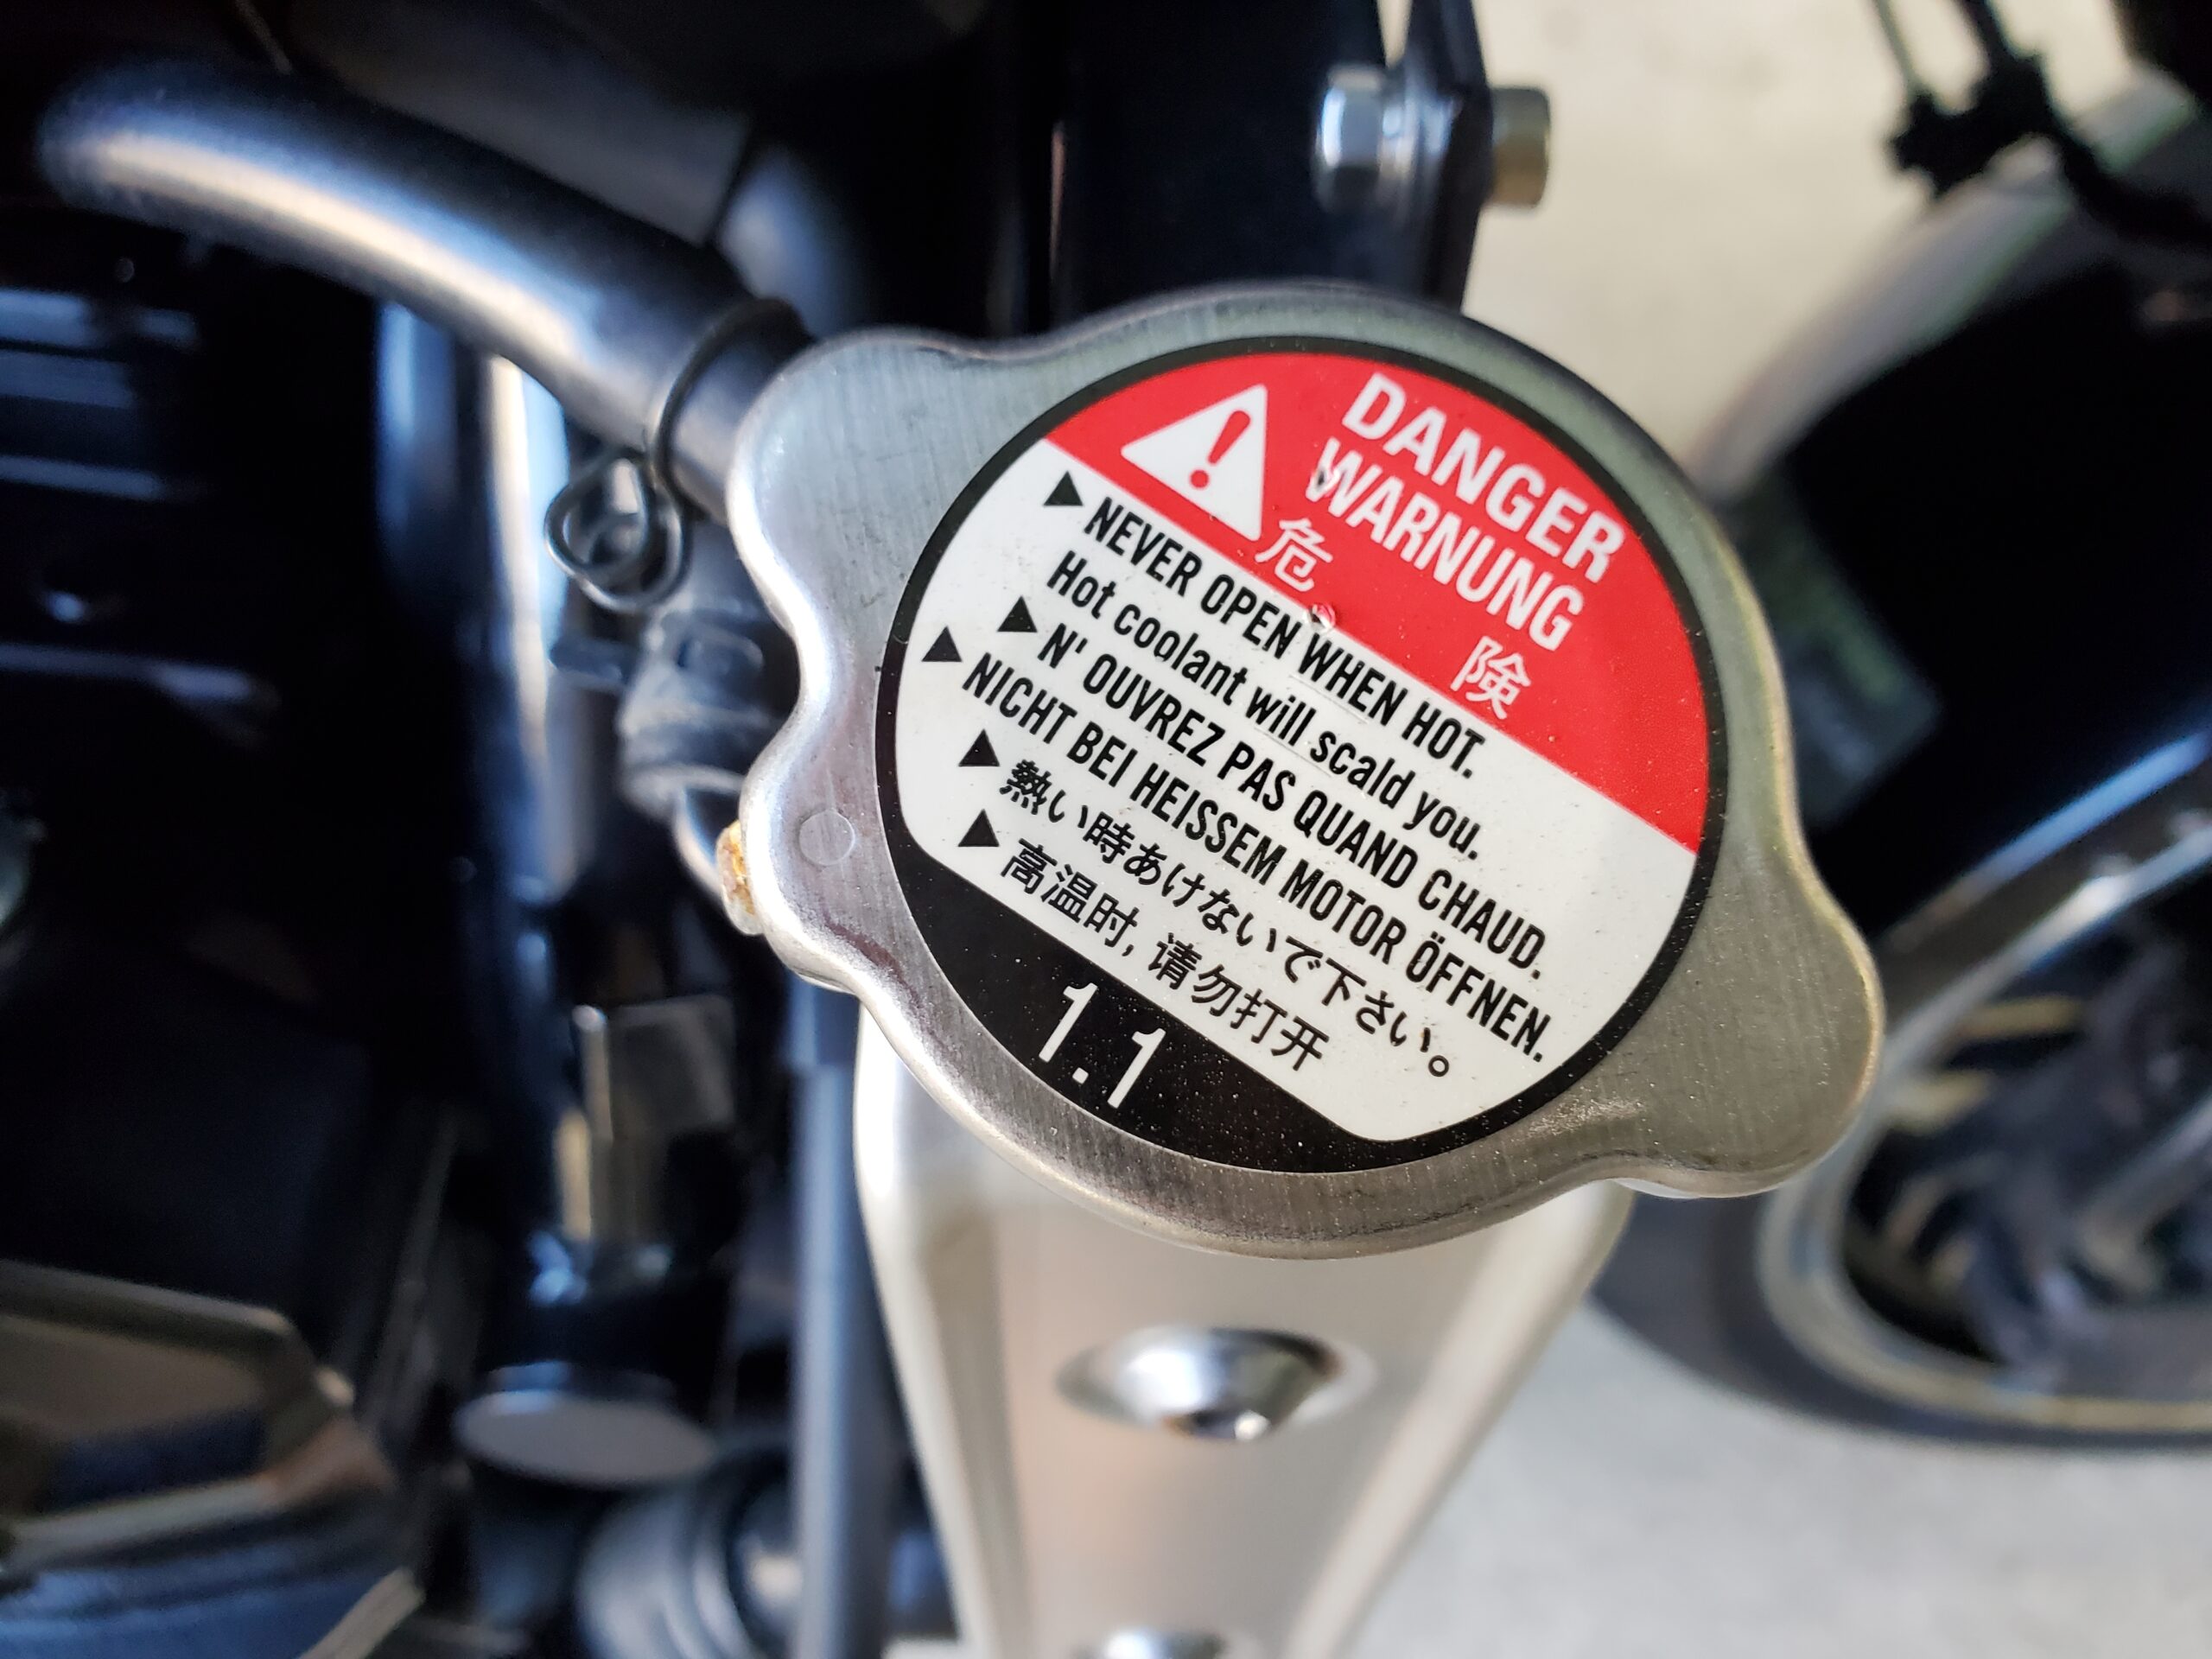 DANGER
WARNUNG
危 険
▶NEVER OPEN WHEN HOT.
Hot coolant will scald you.
▶N' OUVREZ PAS QUAND CHAUD.
▶NICHT BEI HEISSEM MOTOR ÖFFNEN.
▶熱い時あけないで下さい。
▶高温时, 请勿打开
1.1